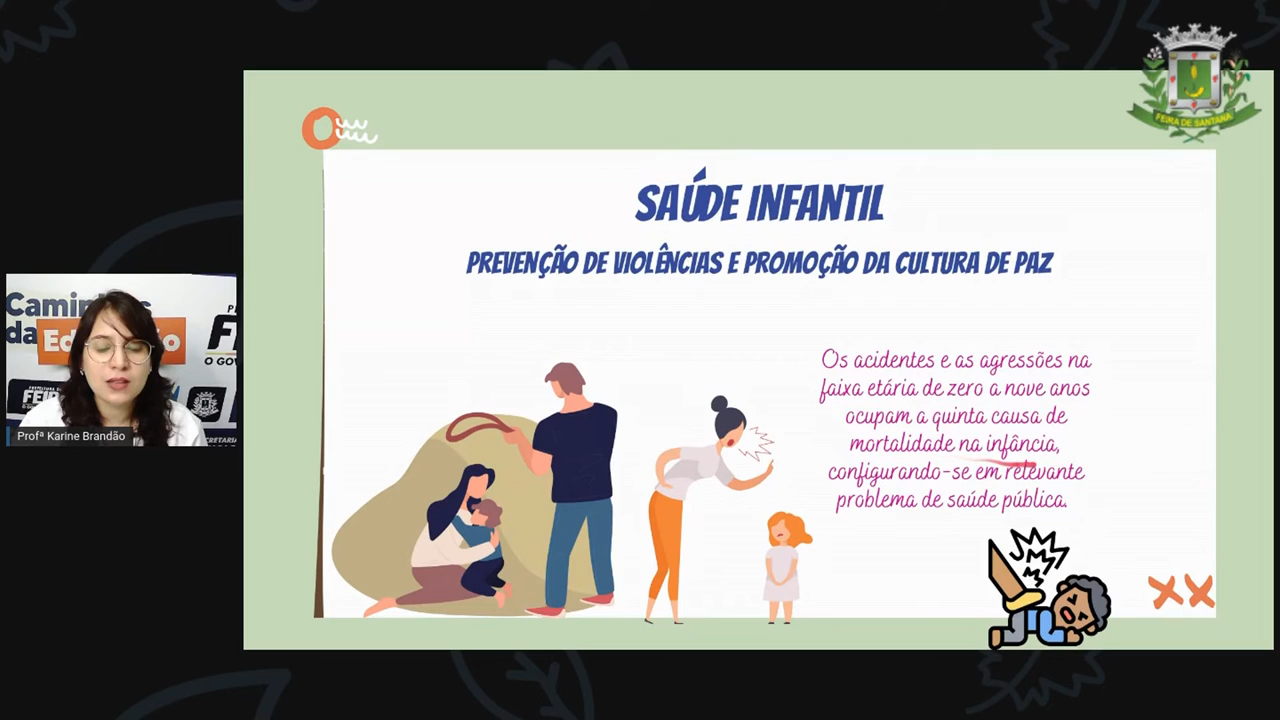 FEIRA DE SANTANA
SAÚDE INFANTIL
PREVENÇÃO DE VIOLÊNCIAS E PROMOÇÃO DA CULTURA DE PAZ
Os acidentes e as agressões na
faixa etária de zero a nove anos
ocupam a quinta causa de
mortalidade na infância,
configurando-se em relevante
problema de saúde pública.
Profª Karine Brandão